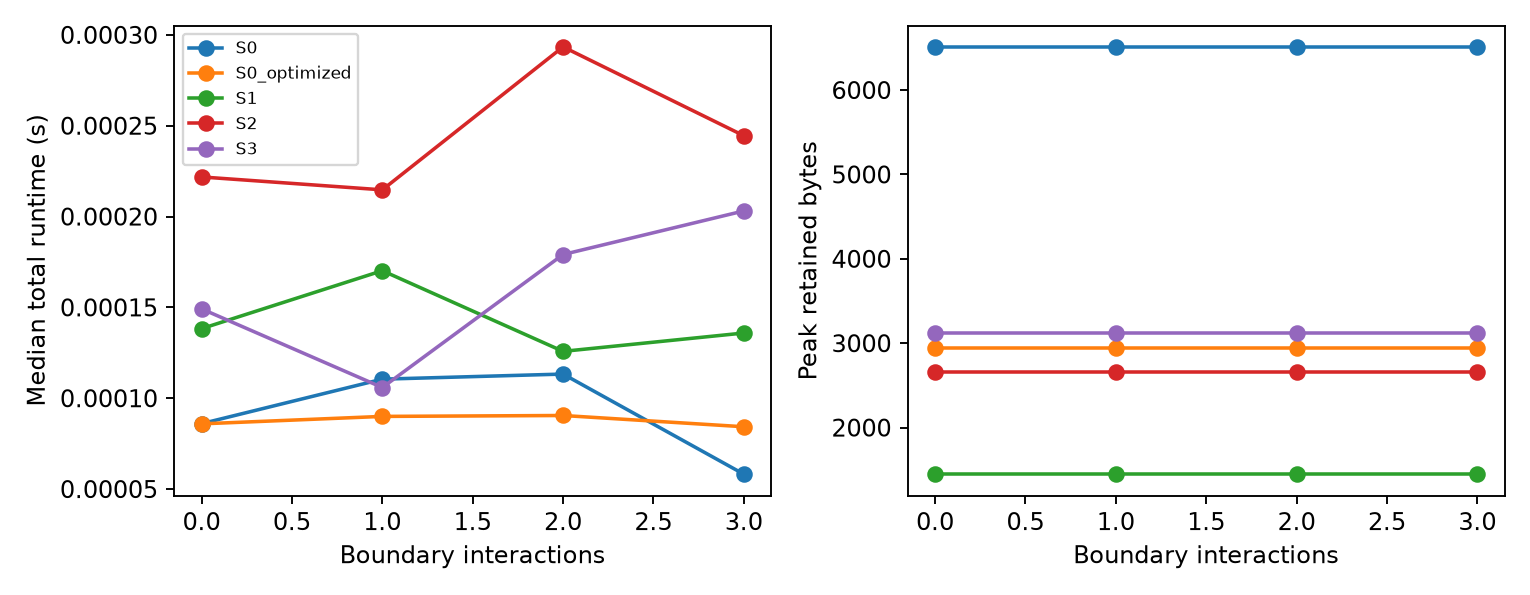 Median total runtime (s)
0.00030
0.00025
0.00020
0.00015
0.00010
0.00005
S0
S0_optimized
S1
S2
S3
0.0 0.5 1.0 1.5 2.0 2.5 3.0
Boundary interactions
Peak retained bytes
6000
5000
4000
3000
2000
0.0 0.5 1.0 1.5 2.0 2.5 3.0
Boundary interactions